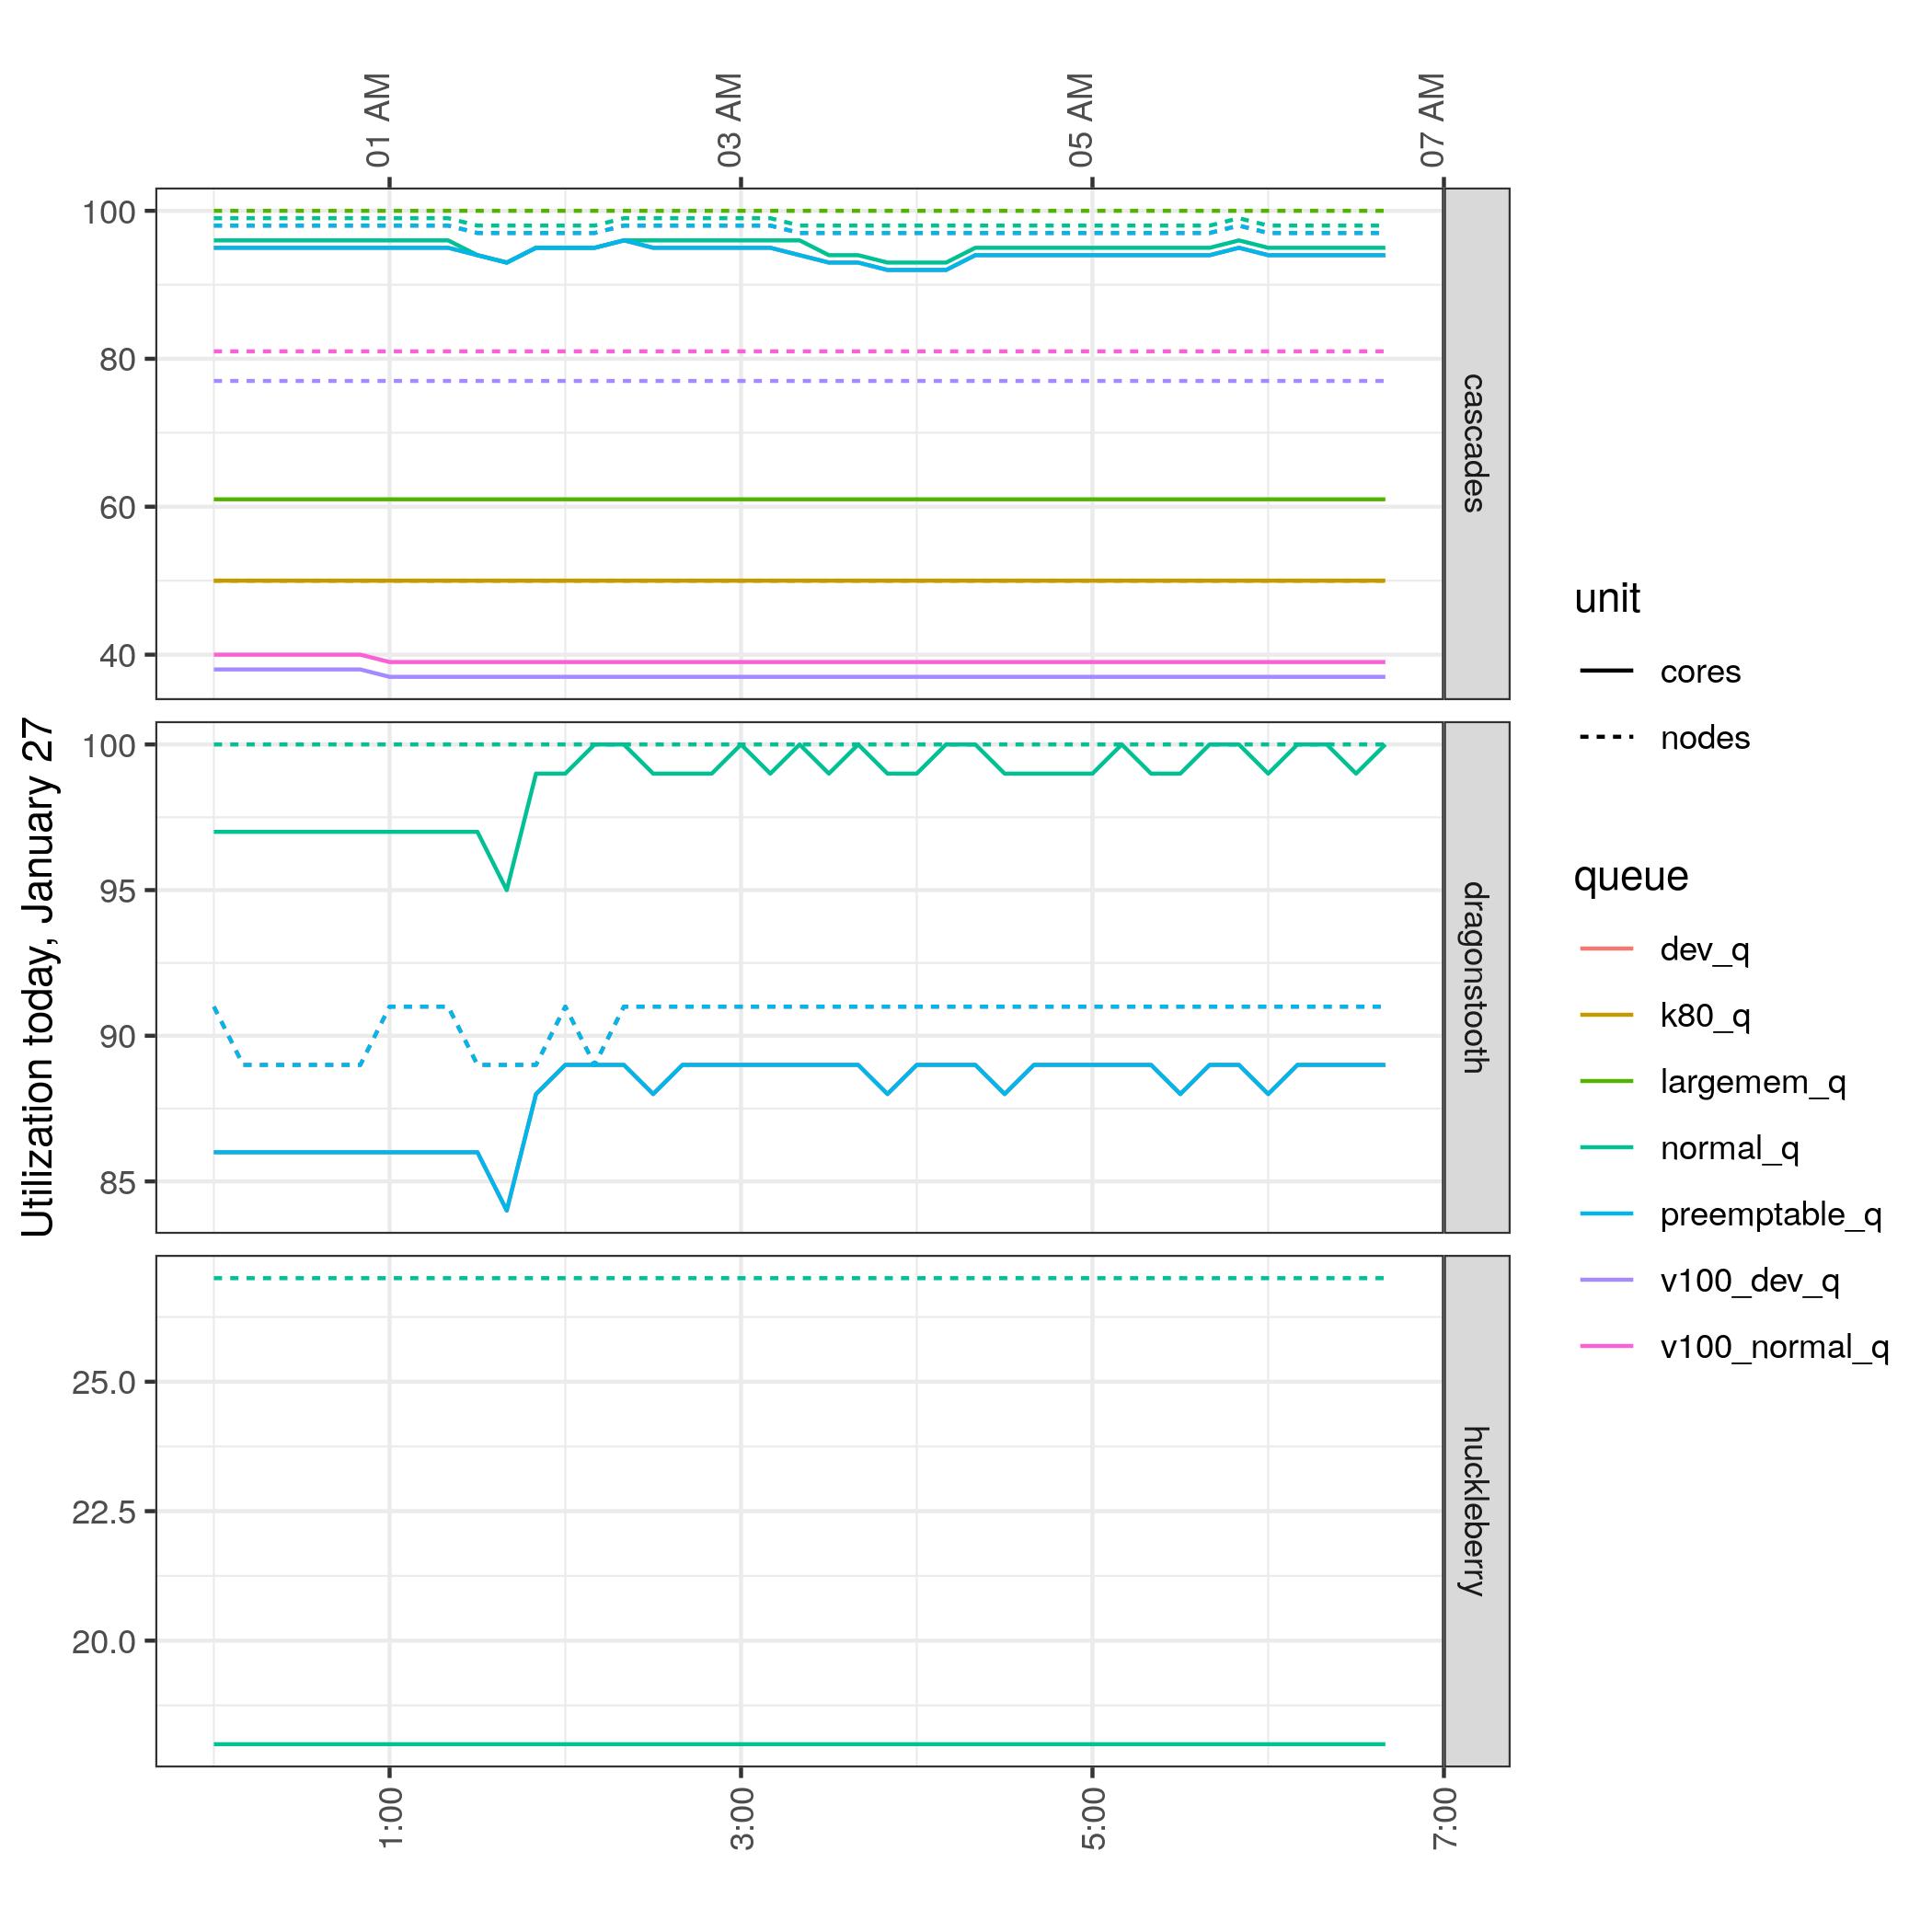 01 AM
03 AM
05 AM
07 AM
Utilization today, January 27
100
80
60
40
cascades
100
95
90
85
dragonstooth
25.0
22.5
20.0
huckleberry
1:00
3:00
5:00
7:00
unit
cores
nodes
queue
dev_q
k80_q
largemem_q
normal_q
preemptable_q
v100_dev_q
v100_normal_q